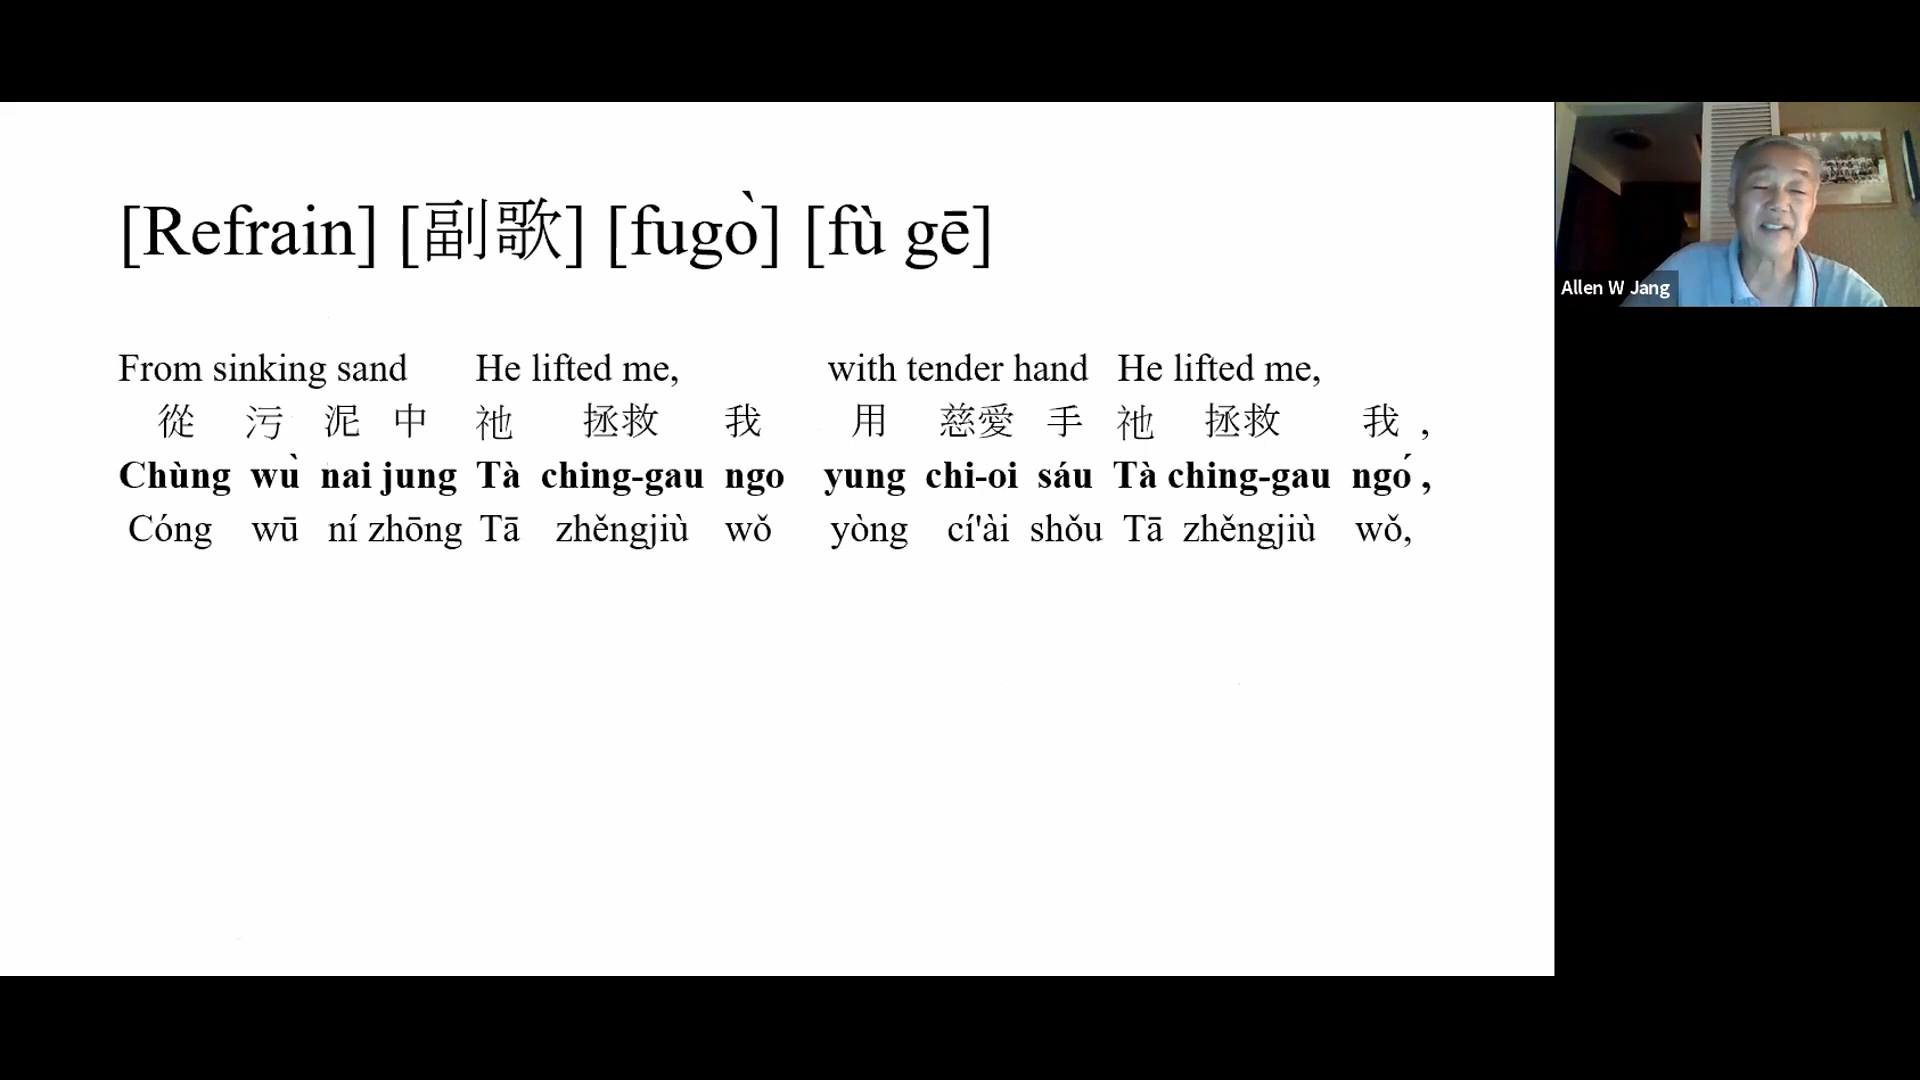 [Refrain] [副歌] [fugò] [fù gē]
From sinking sand He lifted me, with tender hand He lifted me,
從 污 泥 中 祂 拯救 我 用 慈愛 手 祂 拯救 我 ,
Chùng wù nai jung Tà ching-gau ngo yung chi-oi sáu Tà ching-gau ngó ,
Cóng wū ní zhōng Tā zhěngjiù wǒ yòng cí'ài shǒu Tā zhěngjiù wǒ,
Allen W Jang